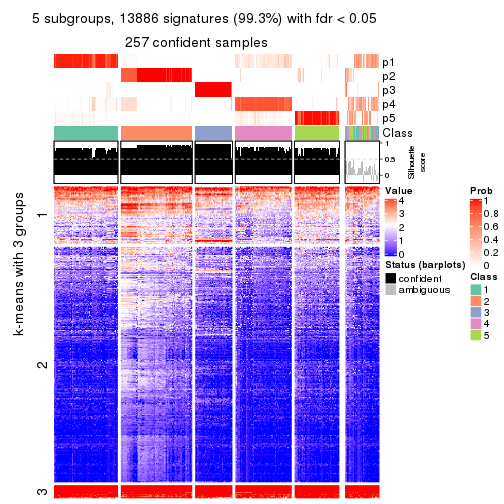 5 subgroups, 13886 signatures (99.3%) with fdr < 0.05
257 confident samples
p1
p2
p3
p4
p5
Class
1
0.5
0
Silhouette
score
k-means with 3 groups
1
2
3
Value
4
3
2
1
0
Status (barplots)
confident
ambiguous
Prob
1
0.8
0.6
0.4
0.2
0
Class
1
2
3
4
5